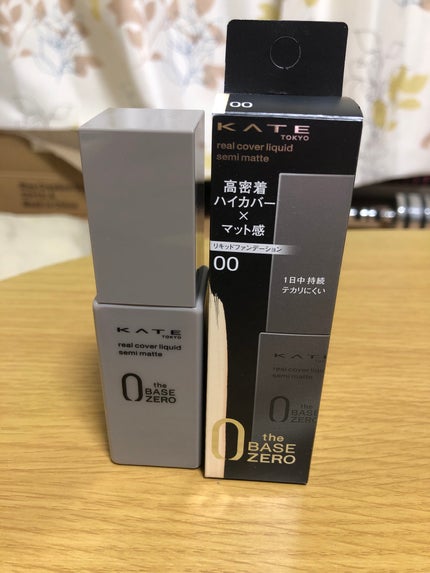 KATE
TOKYO
real cover liquid
semi matte
0 the
BASE
ZERO
00
KATE
TOKYO
real cover liquid
semi matte
高密着
ハイカバー
×
マット感
リキッドファンデーション
00
1日中 持続
テカリにくい
KATE
real cover liquid
semi matte
the
BASE
ZERO
0 the
BASE
ZERO